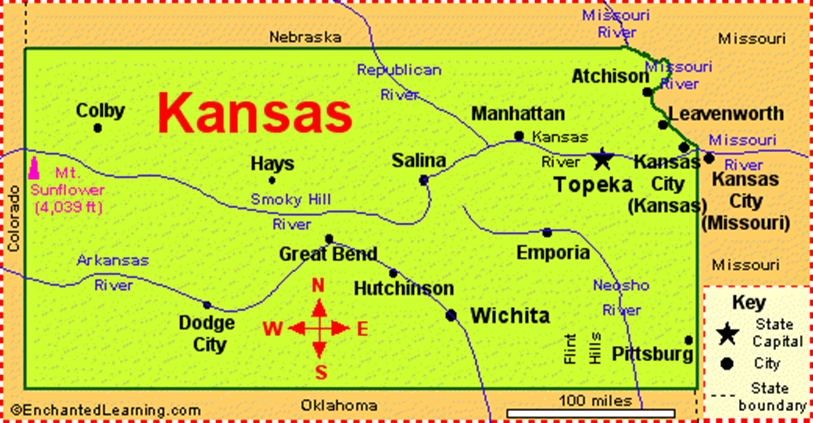 Missouri
River
Nebraska
Missouri
Republican
River
Missouri
River
Atchison
Colby
Kansas
Manhattan
Leavenworth
Kansas
River
Missouri
River
Hays
Salina
Mt.
Sunflower
(4,039 ft)
Topeka
Kansas
City
(Kansas)
Kansas
City
(Missouri)
Smoky Hill
River
Colorado
Great Bend
Emporia
Missouri
Arkansas
River
Hutchinson
Neosho
River
N
W
E
S
Dodge
City
Wichita
Flint
Hills
Pittsburg
Key
State
Capital
City
State
boundary
©EnchantedLearning.com
Oklahoma
100 miles